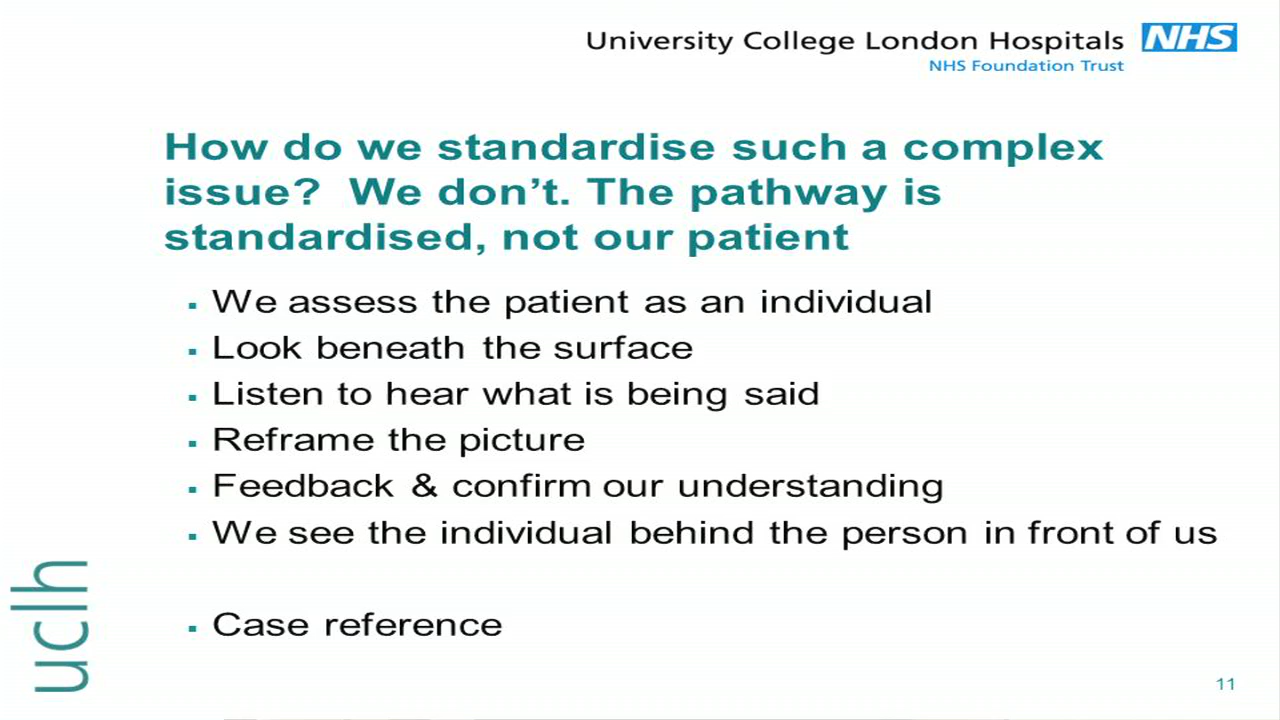 University College London Hospitals NHS
NHS Foundation Trust
How do we standardise such a complex
issue?  We don’t. The pathway is
standardised, not our patient
▪ We assess the patient as an individual
▪ Look beneath the surface
▪ Listen to hear what is being said
▪ Reframe the picture
▪ Feedback & confirm our understanding
▪ We see the individual behind the person in front of us
▪ Case reference
uclh
11